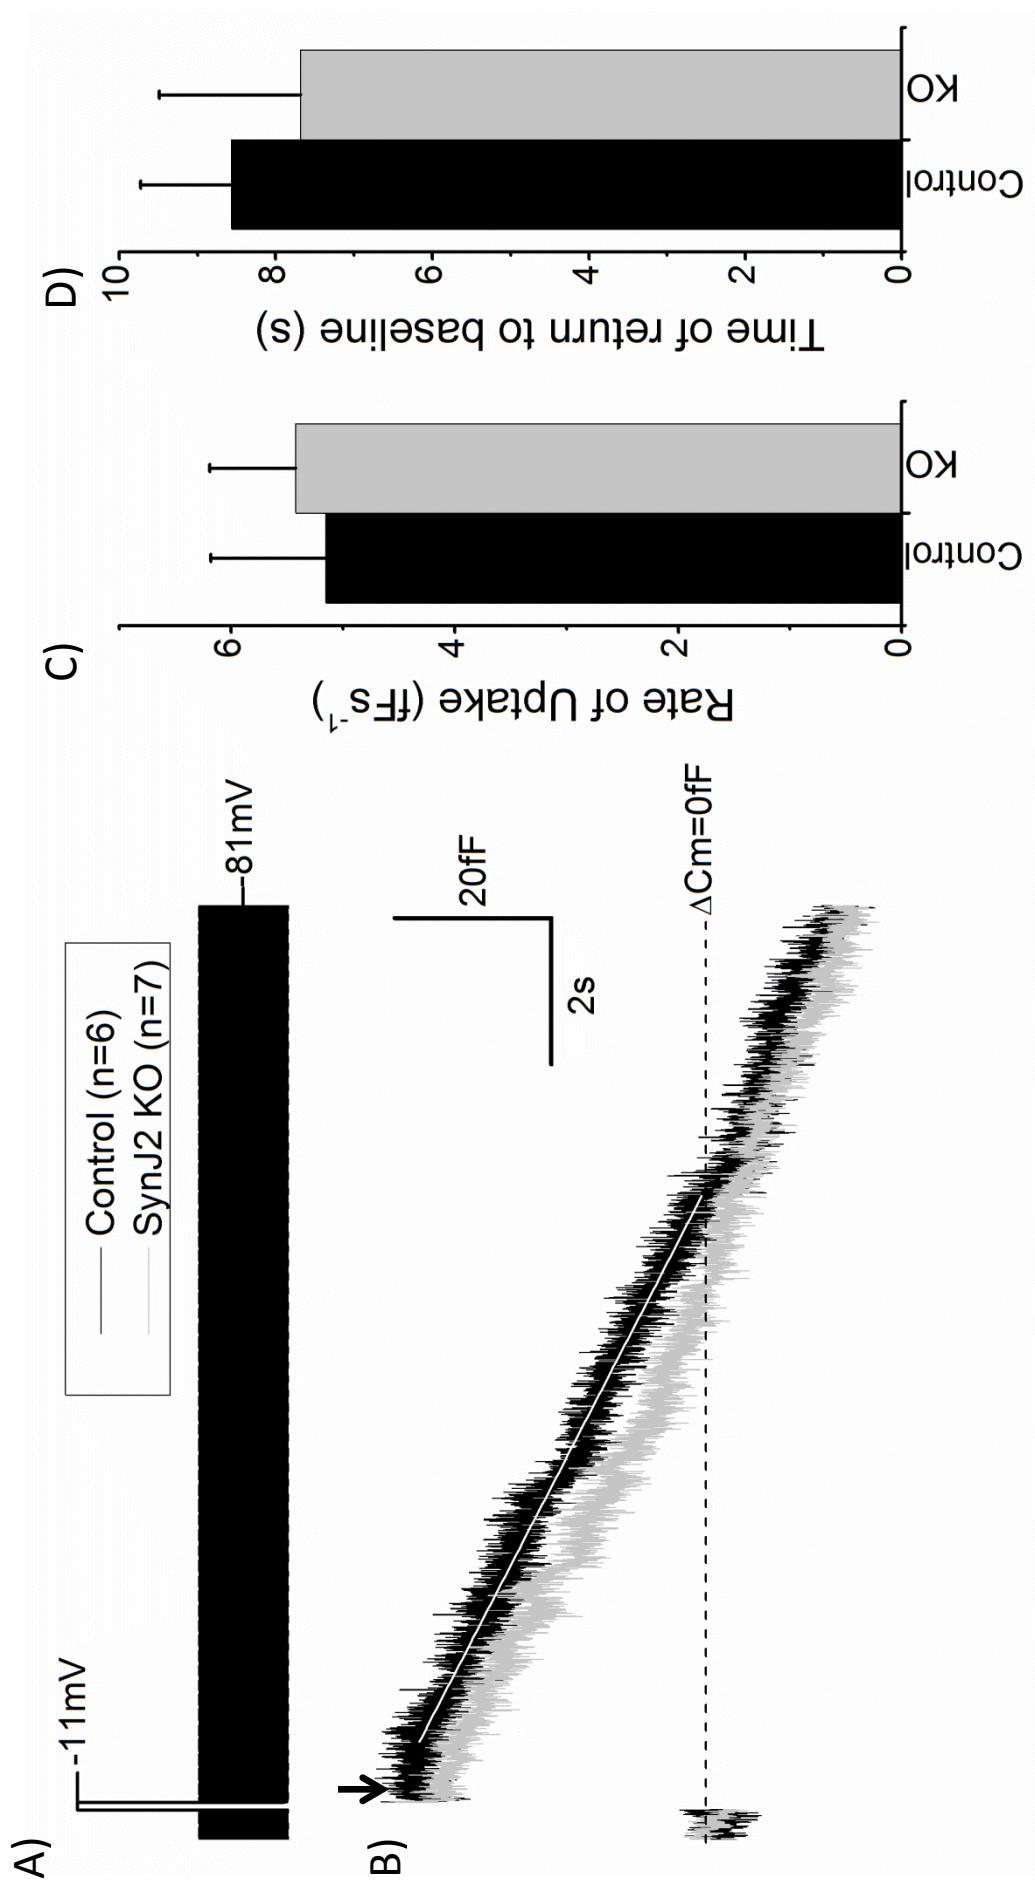 A)
-11mV
Control (n=6)
SynJ2 KO (n=7)
-81mV
B)
20fF
2s
ΔCm=0fF
C)
Rate of Uptake (fFs-1)
6
4
2
0
Control
KO
D)
Time of return to baseline (s)
10
8
6
4
2
0
Control
KO